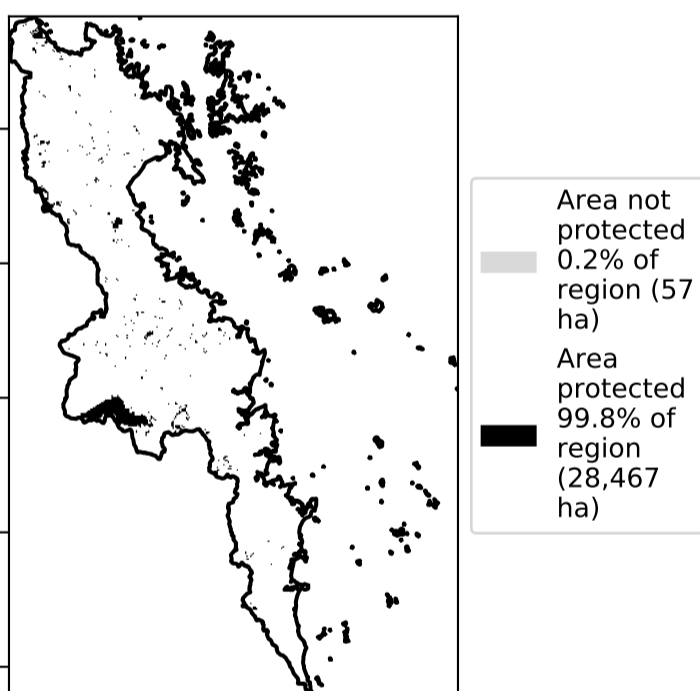 Area not
protected
0.2% of
region (57
ha)
Area
protected
99.8% of
region
(28,467
ha)